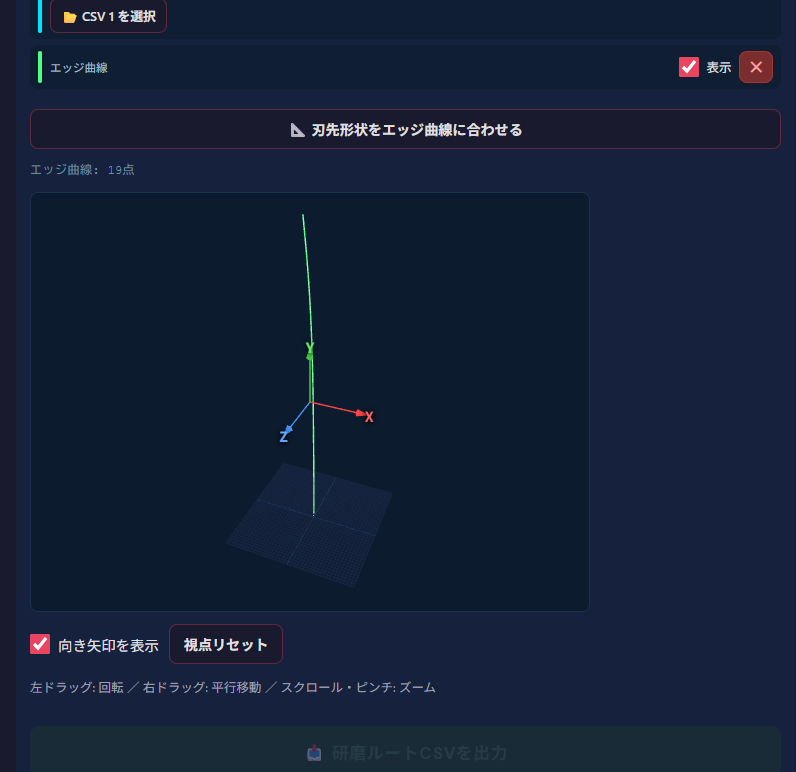 CSV 1 を選択
エッジ曲線
表示
刃先形状をエッジ曲線に合わせる
エッジ曲線: 19点
Y
X
Z
向き矢印を表示
視点リセット
左ドラッグ: 回転 ／ 右ドラッグ: 平行移動 ／ スクロール・ピンチ: ズーム
研磨ルートCSVを出力